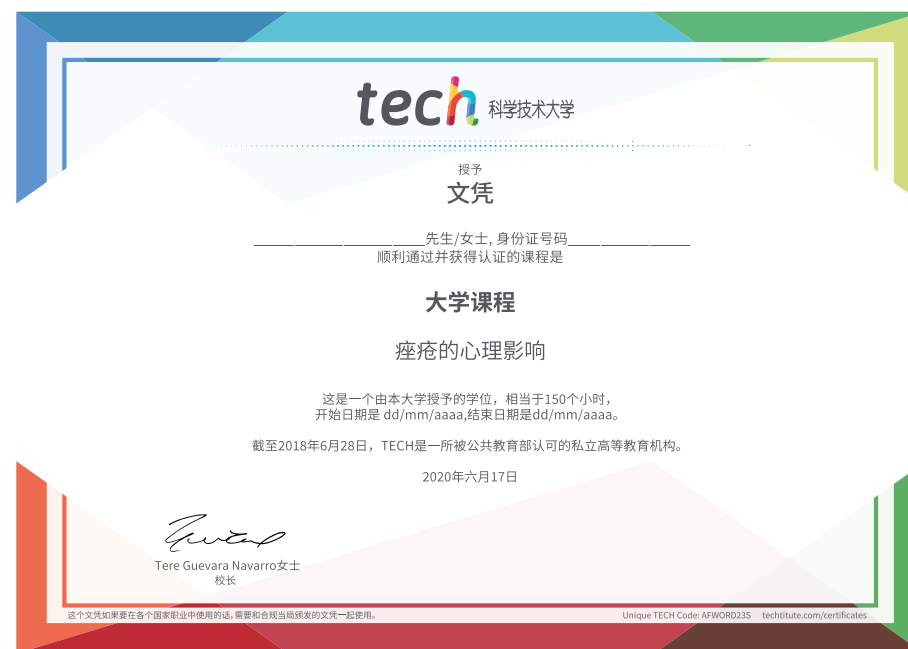 tech 科学技术大学
授予
文凭
先生/女士, 身份证号码
顺利通过并获得认证的课程是
大学课程
痤疮的心理影响
这是一个由本大学授予的学位，相当于150个小时，
开始日期是 dd/mm/aaaa,结束日期是dd/mm/aaaa。
截至2018年6月28日，TECH是一所被公共教育部认可的私立高等教育机构。
2020年六月17日
Tere Guevara Navarro女士
校长
这个文凭如果要在各个国家职业中使用的话,需要和合规当局颁发的文凭一起使用。
Unique TECH Code: AFWORD23S techtitute.com/certificates